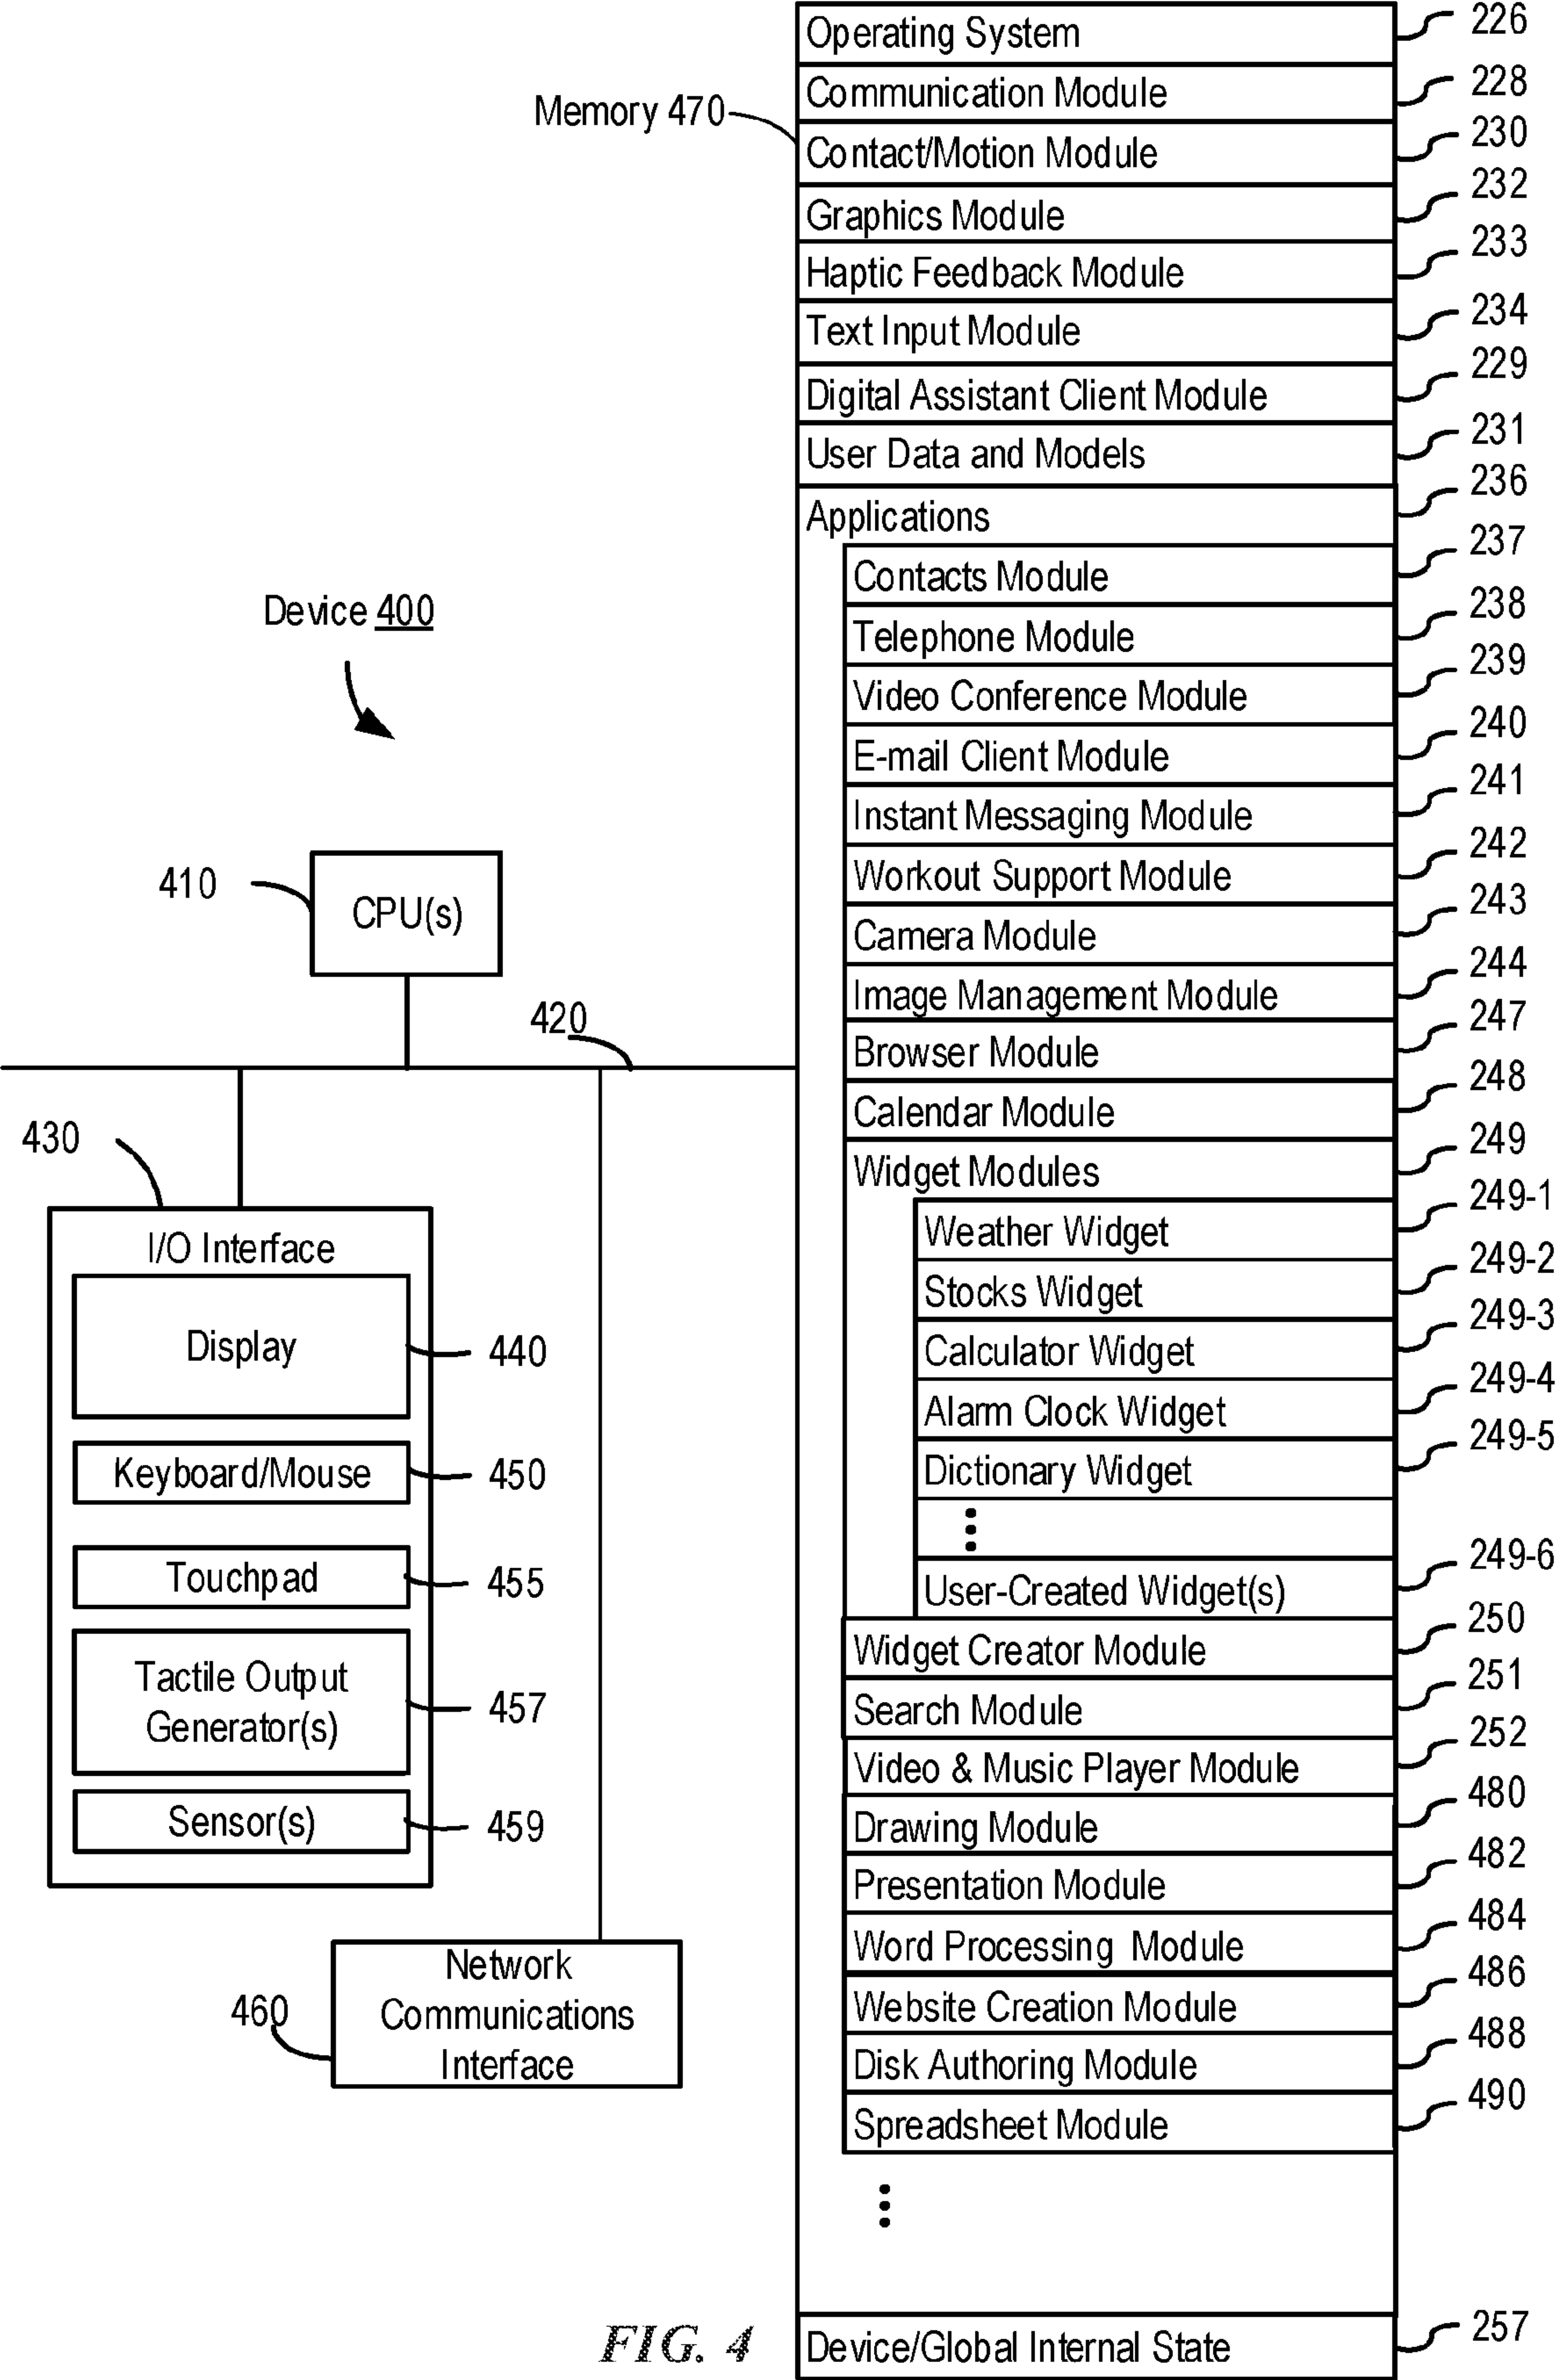 Operating System 226
Communication Module 228
Memory 470
Contact/Motion Module 230
Graphics Module 232
Haptic Feedback Module 233
Text Input Module 234
Digital Assistant Client Module 229
User Data and Models 231
Applications 236
Contacts Module 237
Device 400
Telephone Module 238
Video Conference Module 239
E-mail Client Module 240
Instant Messaging Module 241
Workout Support Module 242
410
CPU(s)
Camera Module 243
Image Management Module 244
420
Browser Module 247
Calendar Module 248
430
Widget Modules 249
Weather Widget 249-1
I/O Interface
Stocks Widget 249-2
Display 440
Calculator Widget 249-3
Alarm Clock Widget 249-4
Keyboard/Mouse 450
Dictionary Widget 249-5
Touchpad 455
User-Created Widget(s) 249-6
Widget Creator Module 250
Tactile Output
Generator(s) 457
Search Module 251
Video & Music Player Module 252
Sensor(s) 459
Drawing Module 480
Presentation Module 482
Word Processing Module 484
Network
Communications
Interface
460
Website Creation Module 486
Disk Authoring Module 488
Spreadsheet Module 490
FIG. 4
Device/Global Internal State 257